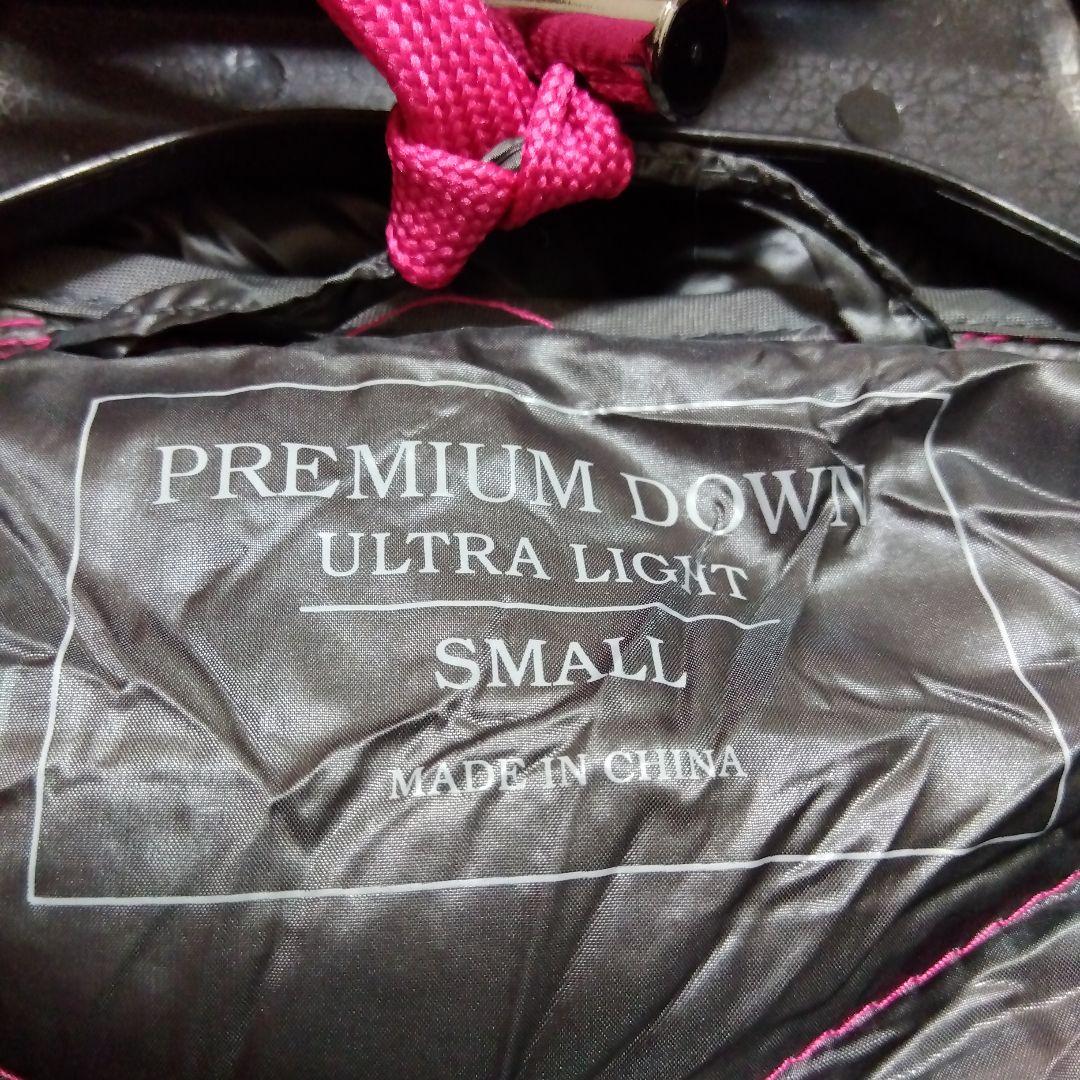 PREMIUM DOWN
ULTRA LIGHT
SMALL
MADE IN CHINA